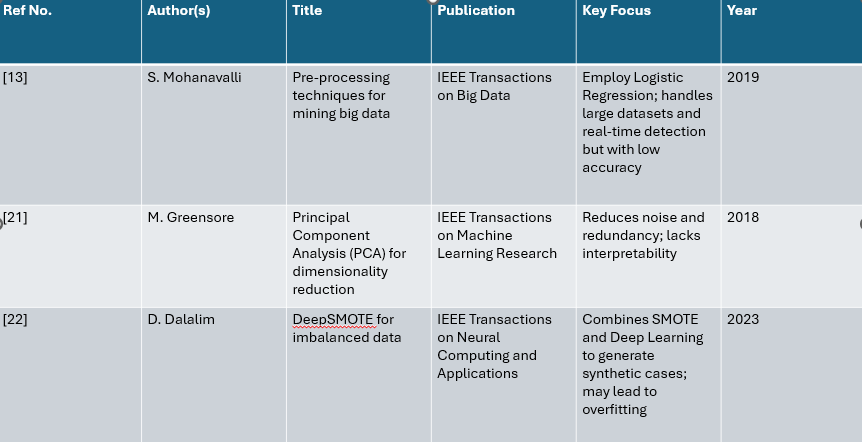 Ref No. Author(s) Title Publication Key Focus Year
[13] S. Mohanavalli Pre-processing IEEE Transactions Employ Logistic 2019
techniques for on Big Data Regression; handles
mining big data large datasets and
real-time detection
but with low
accuracy
[21] M. Greensore Principal IEEE Transactions Reduces noise and 2018
Component on Machine redundancy; lacks
Analysis (PCA) for Learning Research interpretability
dimensionality
reduction
[22] D. Dalalim DeepSMOTE for IEEE Transactions Combines SMOTE 2023
imbalanced data on Neural and Deep Learning
Computing and to generate
Applications synthetic cases;
may lead to
overfitting